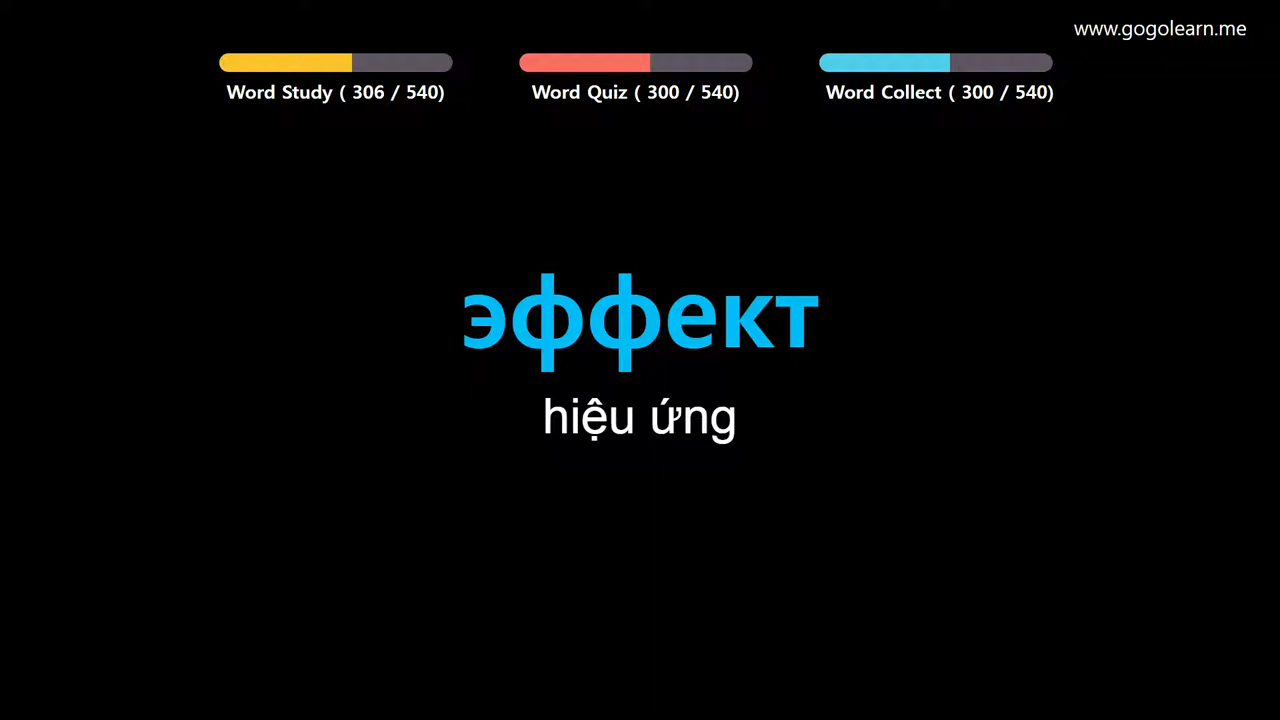 www.gogolearn.me
Word Study ( 306 / 540)
Word Quiz ( 300 / 540)
Word Collect ( 300 / 540)
эффект
hiệu ứng